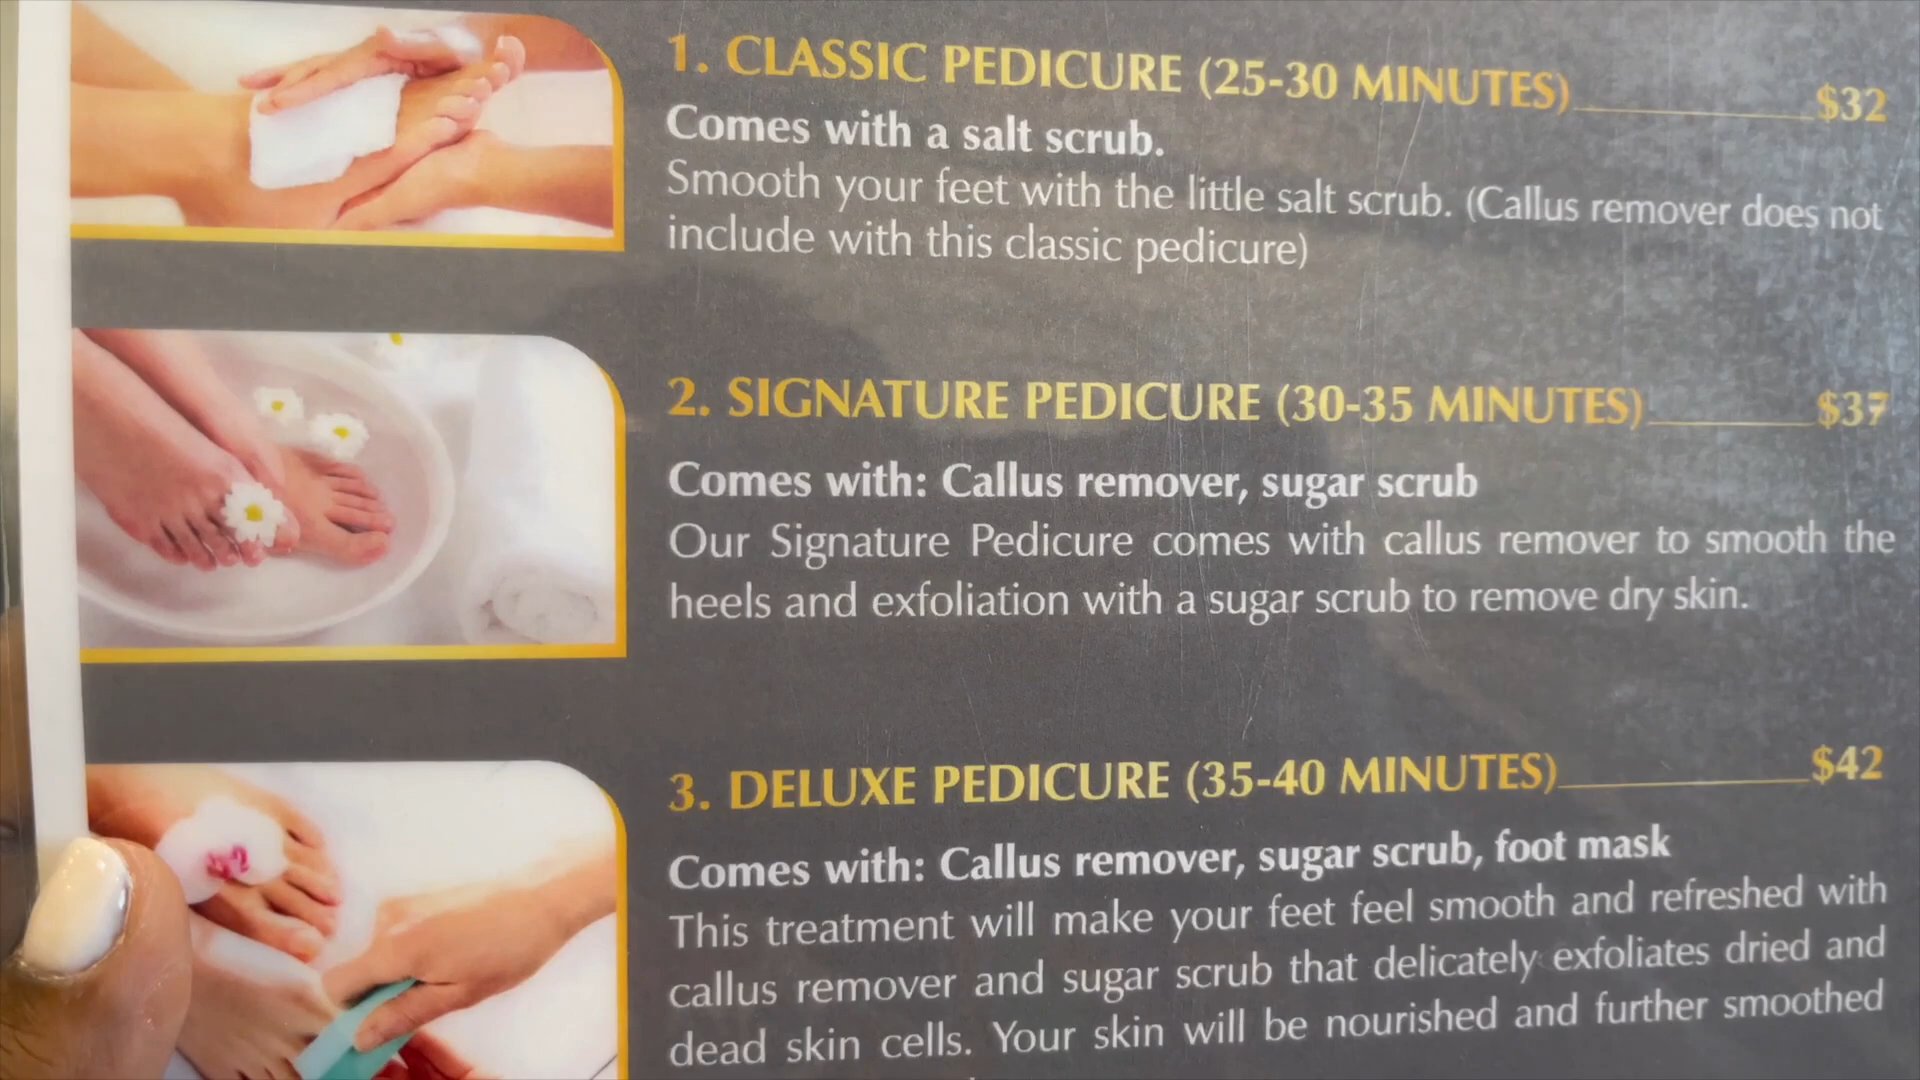 1. CLASSIC PEDICURE (25-30 MINUTES) $32
Comes with a salt scrub.
Smooth your feet with the little salt scrub. (Callus remover does not
include with this classic pedicure)
2. SIGNATURE PEDICURE (30-35 MINUTES) $37
Comes with: Callus remover, sugar scrub
Our Signature Pedicure comes with callus remover to smooth the
heels and exfoliation with a sugar scrub to remove dry skin.
3. DELUXE PEDICURE (35-40 MINUTES) $42
Comes with: Callus remover, sugar scrub, foot mask
This treatment will make your feet feel smooth and refreshed with
callus remover and sugar scrub that delicately exfoliates dried and
dead skin cells. Your skin will be nourished and further smoothed